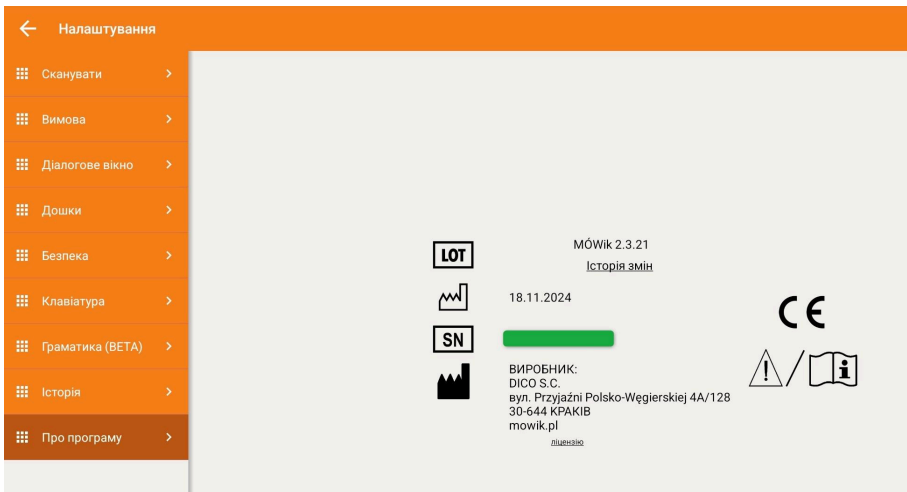 Налаштування
Сканувати
Вимова
Діалогове вікно
Дошки
Безпека
Клавіатура
Граматика (BETA)
Історія
Про програму
LOT
MÓWik 2.3.21
Історія змін
18.11.2024
SN
ВИРОБНИК:
DICO S.C.
вул. Przyjaźni Polsko-Węgierskiej 4A/128
30-644 КРАКІВ
mowik.pl
ліцензію
CE
i